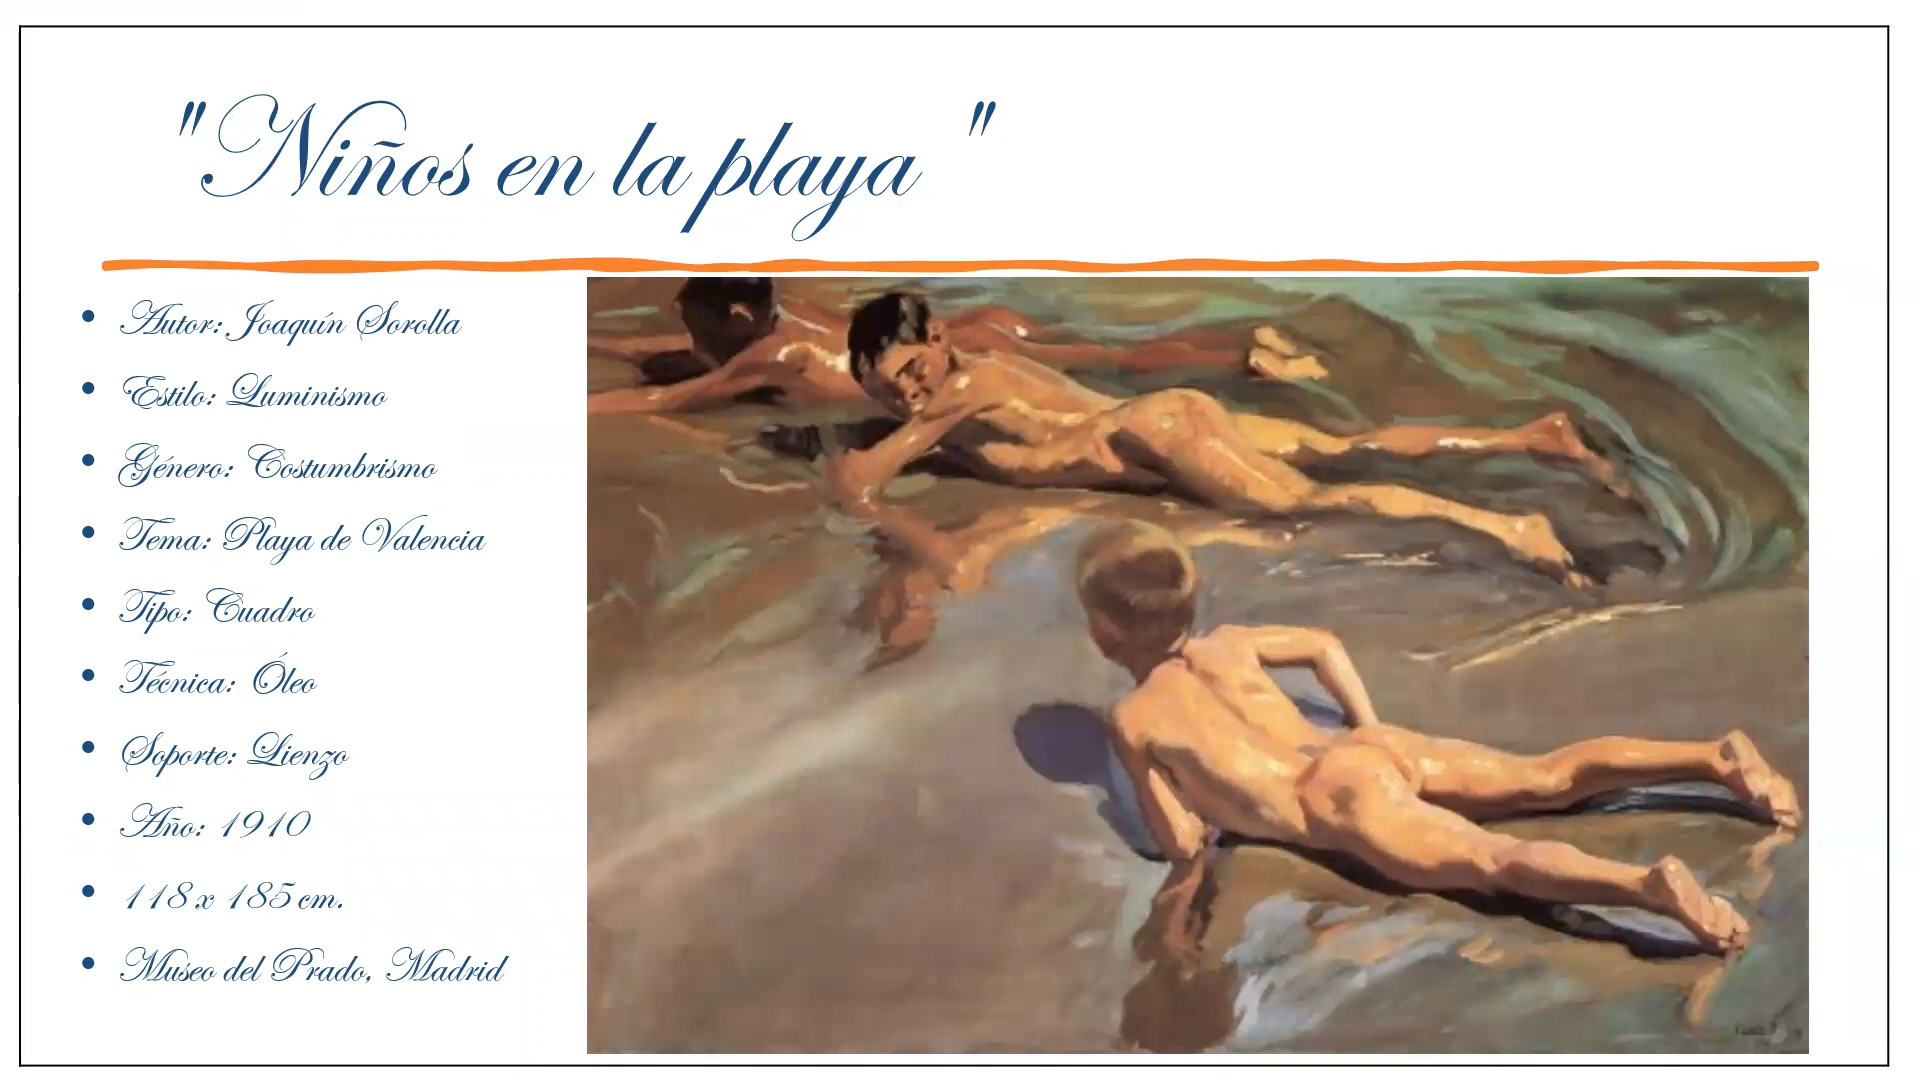 "Niños en la playa "
• Autor: Joaquín Sorolla
• Estilo: Luminismo
• Género: Costumbrismo
• Tema: Playa de Valencia
• Tipo: Cuadro
• Técnica: Óleo
• Soporte: Lienzo
• Año: 1910
• 118 x 185 cm.
• Museo del Prado, Madrid